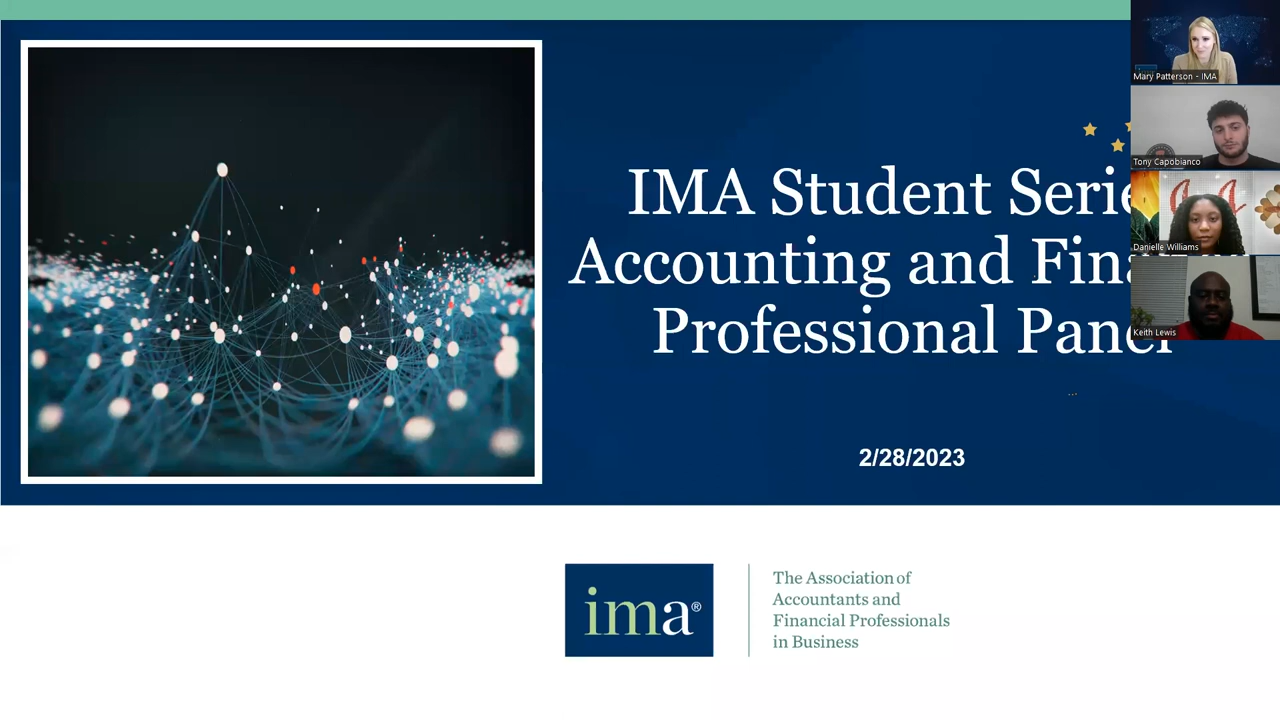 IMA Student Serie
Accounting and Fina
Professional Panel
2/28/2023
ima®
The Association of
Accountants and
Financial Professionals
in Business
Mary Patterson - IMA
Tony Capobianco
Danielle Williams
Keith Lewis